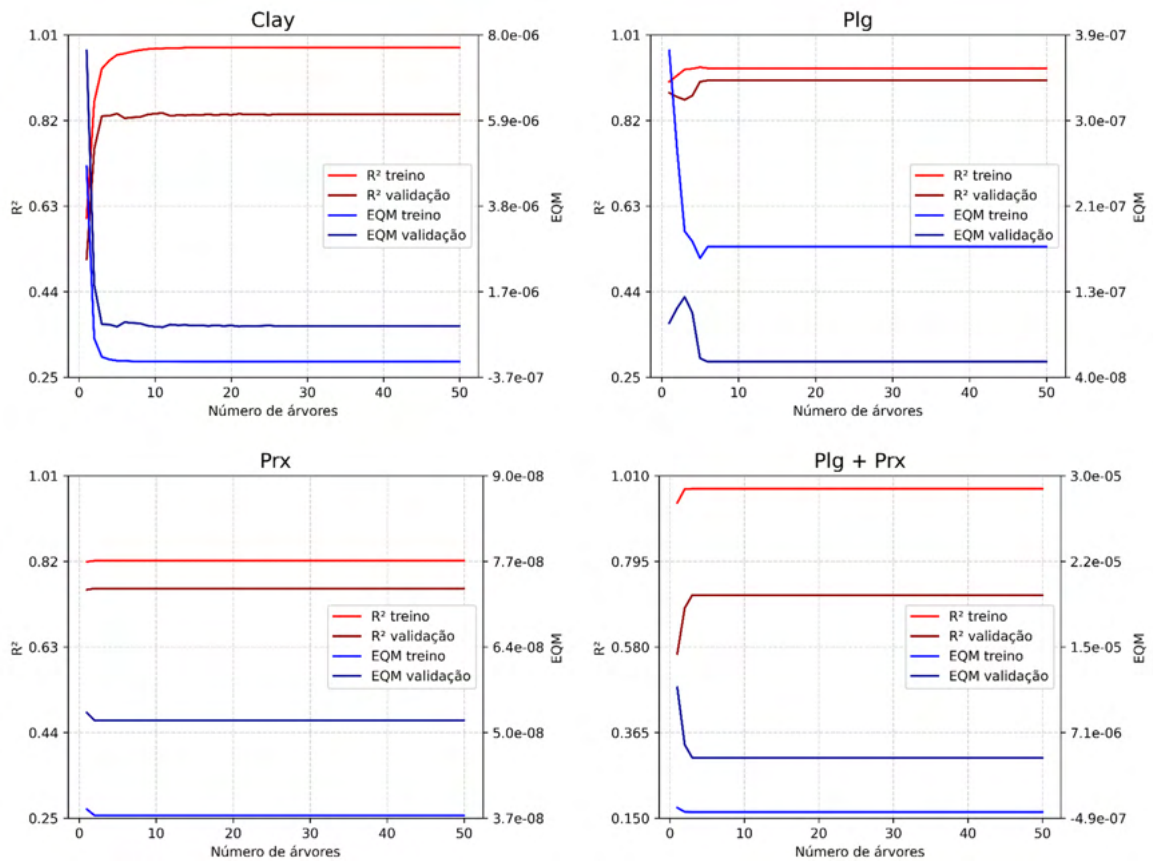 Clay
1.01
0.82
0.63
0.44
0.25
R²
8.0e-06
5.9e-06
3.8e-06
1.7e-06
-3.7e-07
EQM
R² treino
R² validação
EQM treino
EQM validação
0 10 20 30 40 50
Número de árvores
Plg
1.01
0.82
0.63
0.44
0.25
R²
3.9e-07
3.0e-07
2.1e-07
1.3e-07
4.0e-08
EQM
R² treino
R² validação
EQM treino
EQM validação
0 10 20 30 40 50
Número de árvores
Prx
1.01
0.82
0.63
0.44
0.25
R²
9.0e-08
7.7e-08
6.4e-08
5.0e-08
3.7e-08
EQM
R² treino
R² validação
EQM treino
EQM validação
0 10 20 30 40 50
Número de árvores
Plg + Prx
1.010
0.795
0.580
0.365
0.150
R²
3.0e-05
2.2e-05
1.5e-05
7.1e-06
-4.9e-07
EQM
R² treino
R² validação
EQM treino
EQM validação
0 10 20 30 40 50
Número de árvores